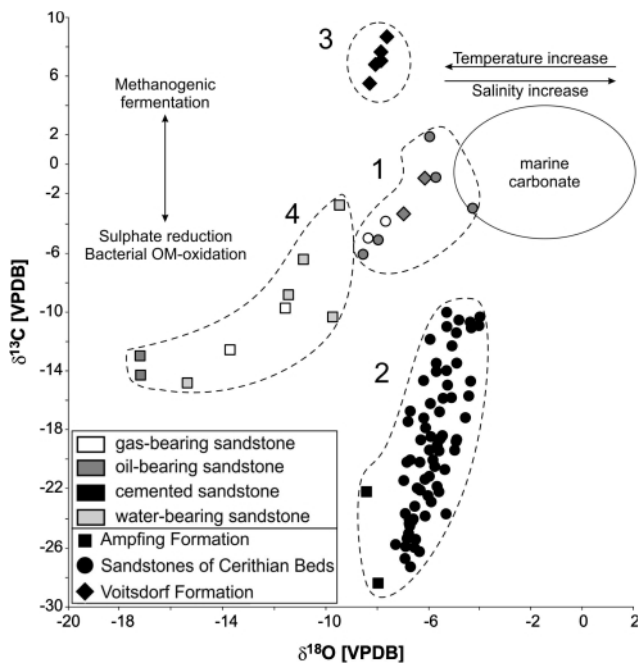 10
8
6
4
2
0
-2
-6
-10
-14
-18
-22
-26
-30
δ13C [VPDB]
3
Temperature increase
Salinity increase
Methanogenic
fermentation
1
marine
carbonate
4
Sulphate reduction
Bacterial OM-oxidation
2
gas-bearing sandstone
oil-bearing sandstone
cemented sandstone
water-bearing sandstone
Ampfing Formation
Sandstones of Cerithian Beds
Voitsdorf Formation
-20 -18 -14 -10 -6 -2 0 2
δ18O [VPDB]